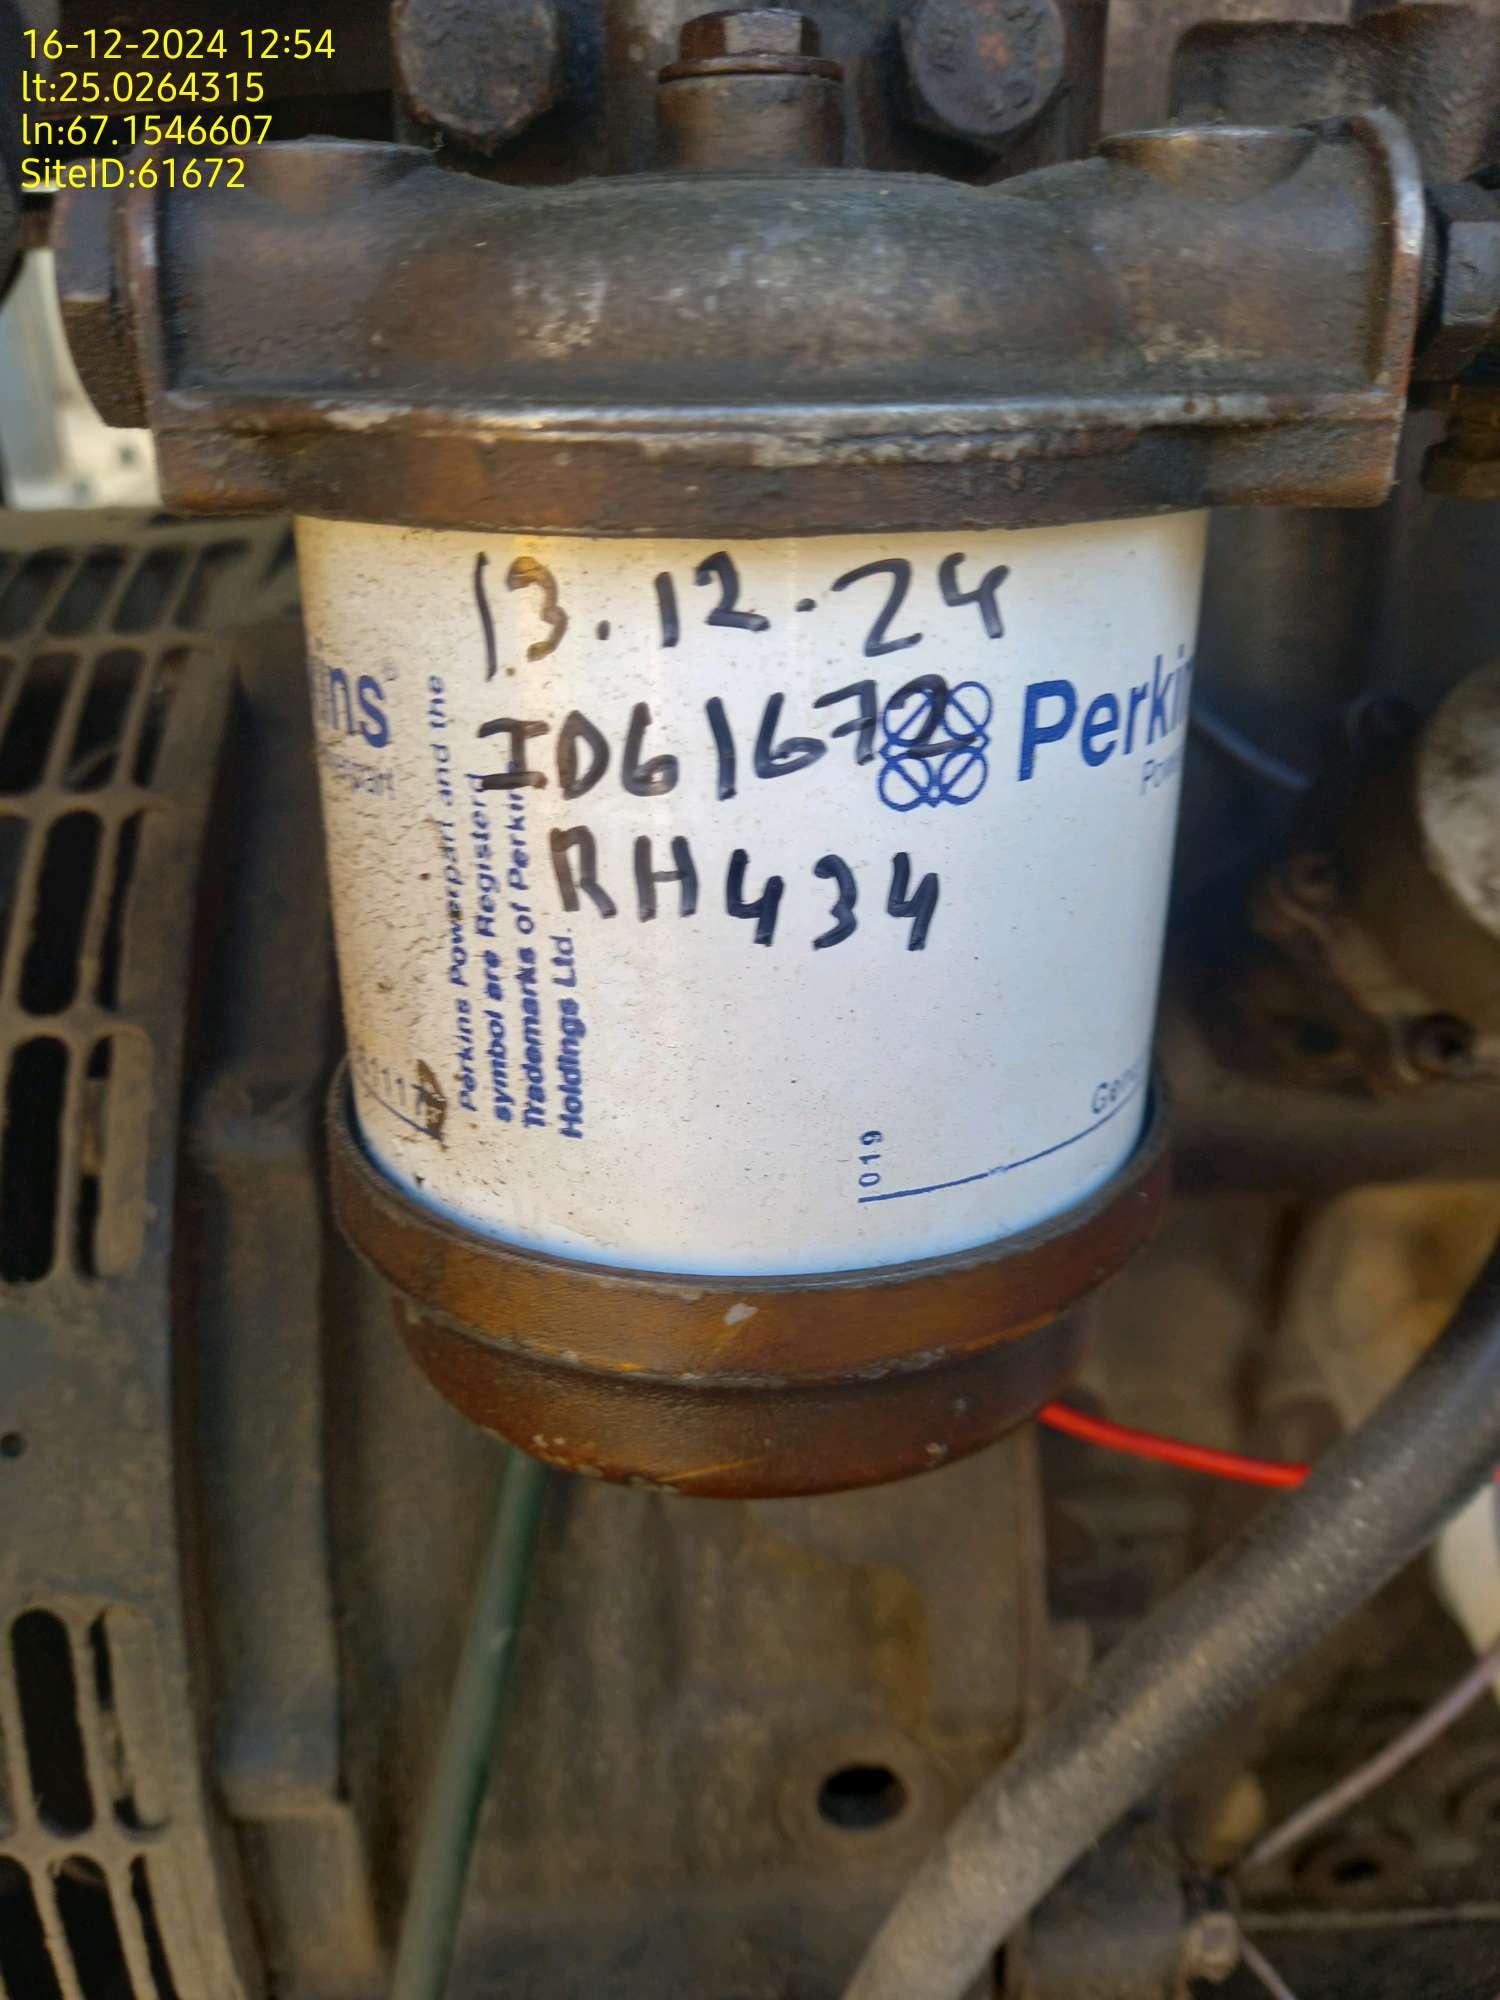 16-12-2024 12:54
lt:25.0264315
ln:67.1546607
SiteID:61672
13.12.24
ID61672
RH434
Perkins Powerpart and the
symbol are Registered
Trademarks of Perkins
Holdings Ltd.
019